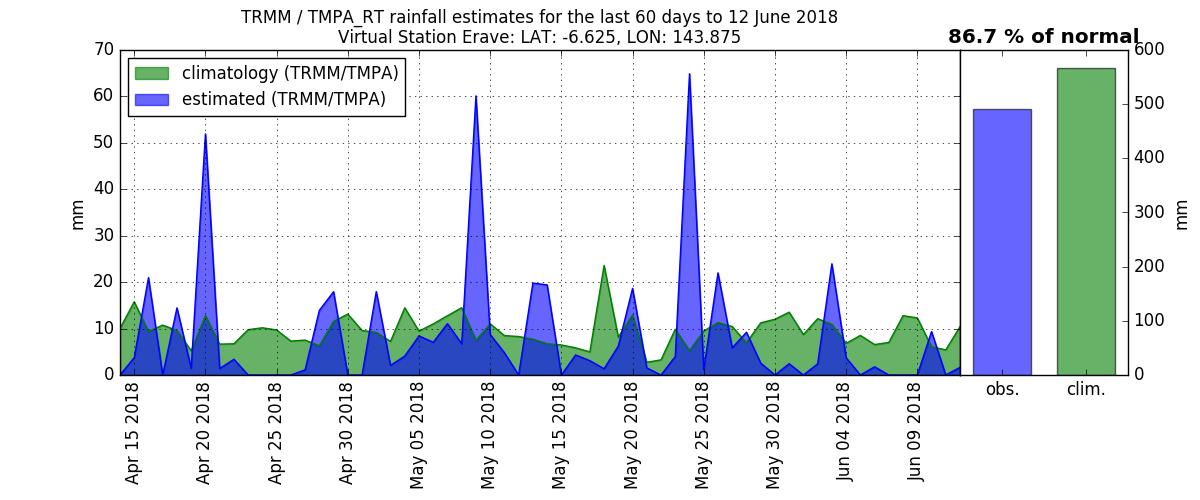 TRMM / TMPA_RT rainfall estimates for the last 60 days to 12 June 2018
Virtual Station Erave: LAT: -6.625, LON: 143.875
86.7 % of normal
climatology (TRMM/TMPA)
estimated (TRMM/TMPA)
70
60
50
40
30
20
10
0
mm
Apr 15 2018
Apr 20 2018
Apr 25 2018
Apr 30 2018
May 05 2018
May 10 2018
May 15 2018
May 20 2018
May 25 2018
May 30 2018
Jun 04 2018
Jun 09 2018
obs.
clim.
600
500
400
300
200
100
0
mm